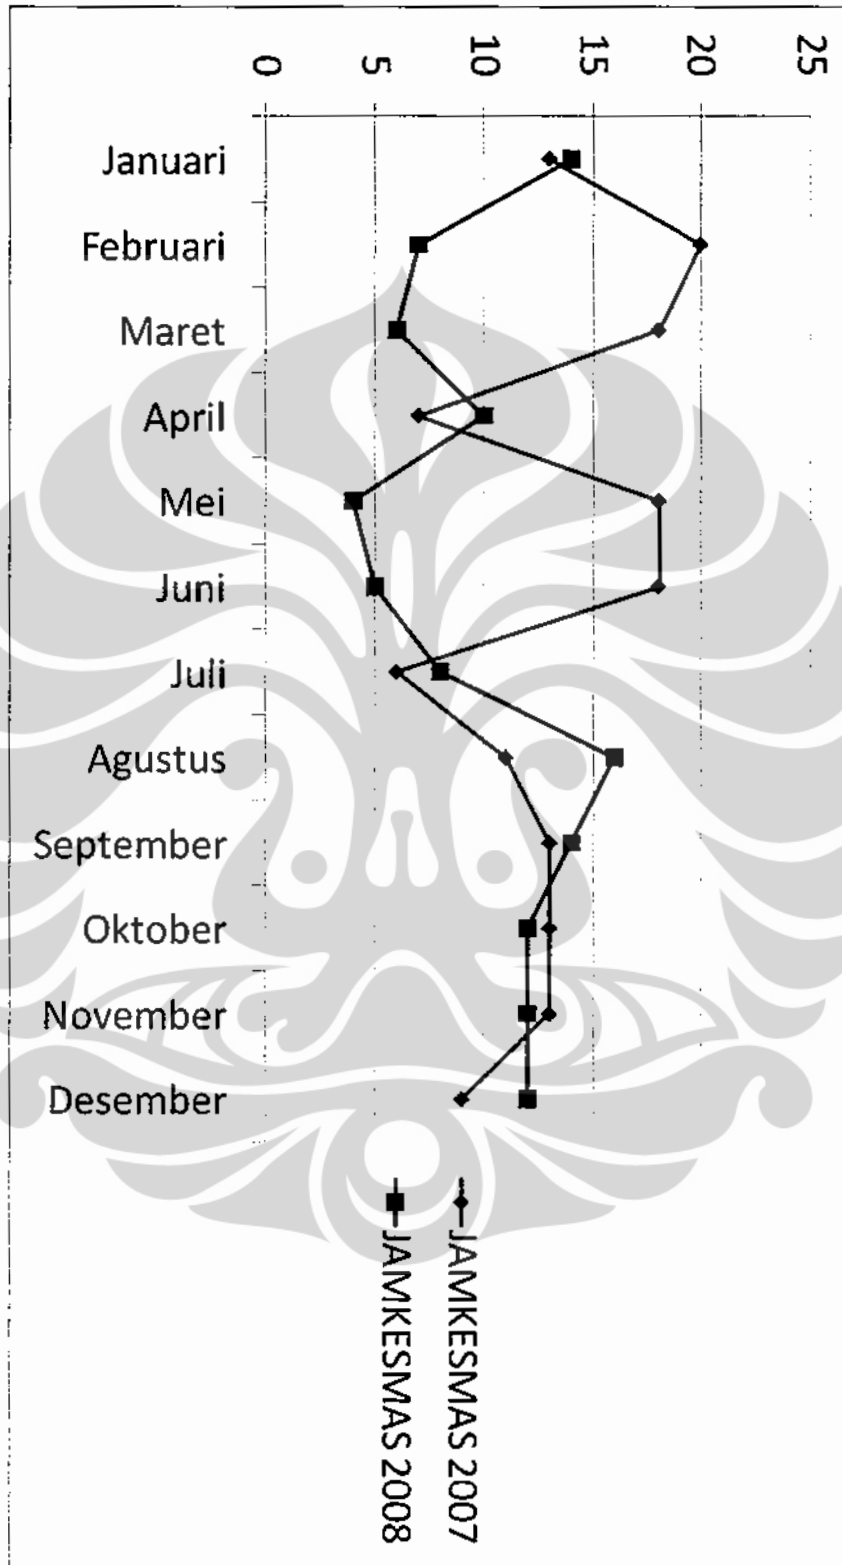 25
20
15
10
5
0
Januari
Februari
Maret
April
Mei
Juni
Juli
Agustus
September
Oktober
November
Desember
JAMKESMAS 2007
JAMKESMAS 2008